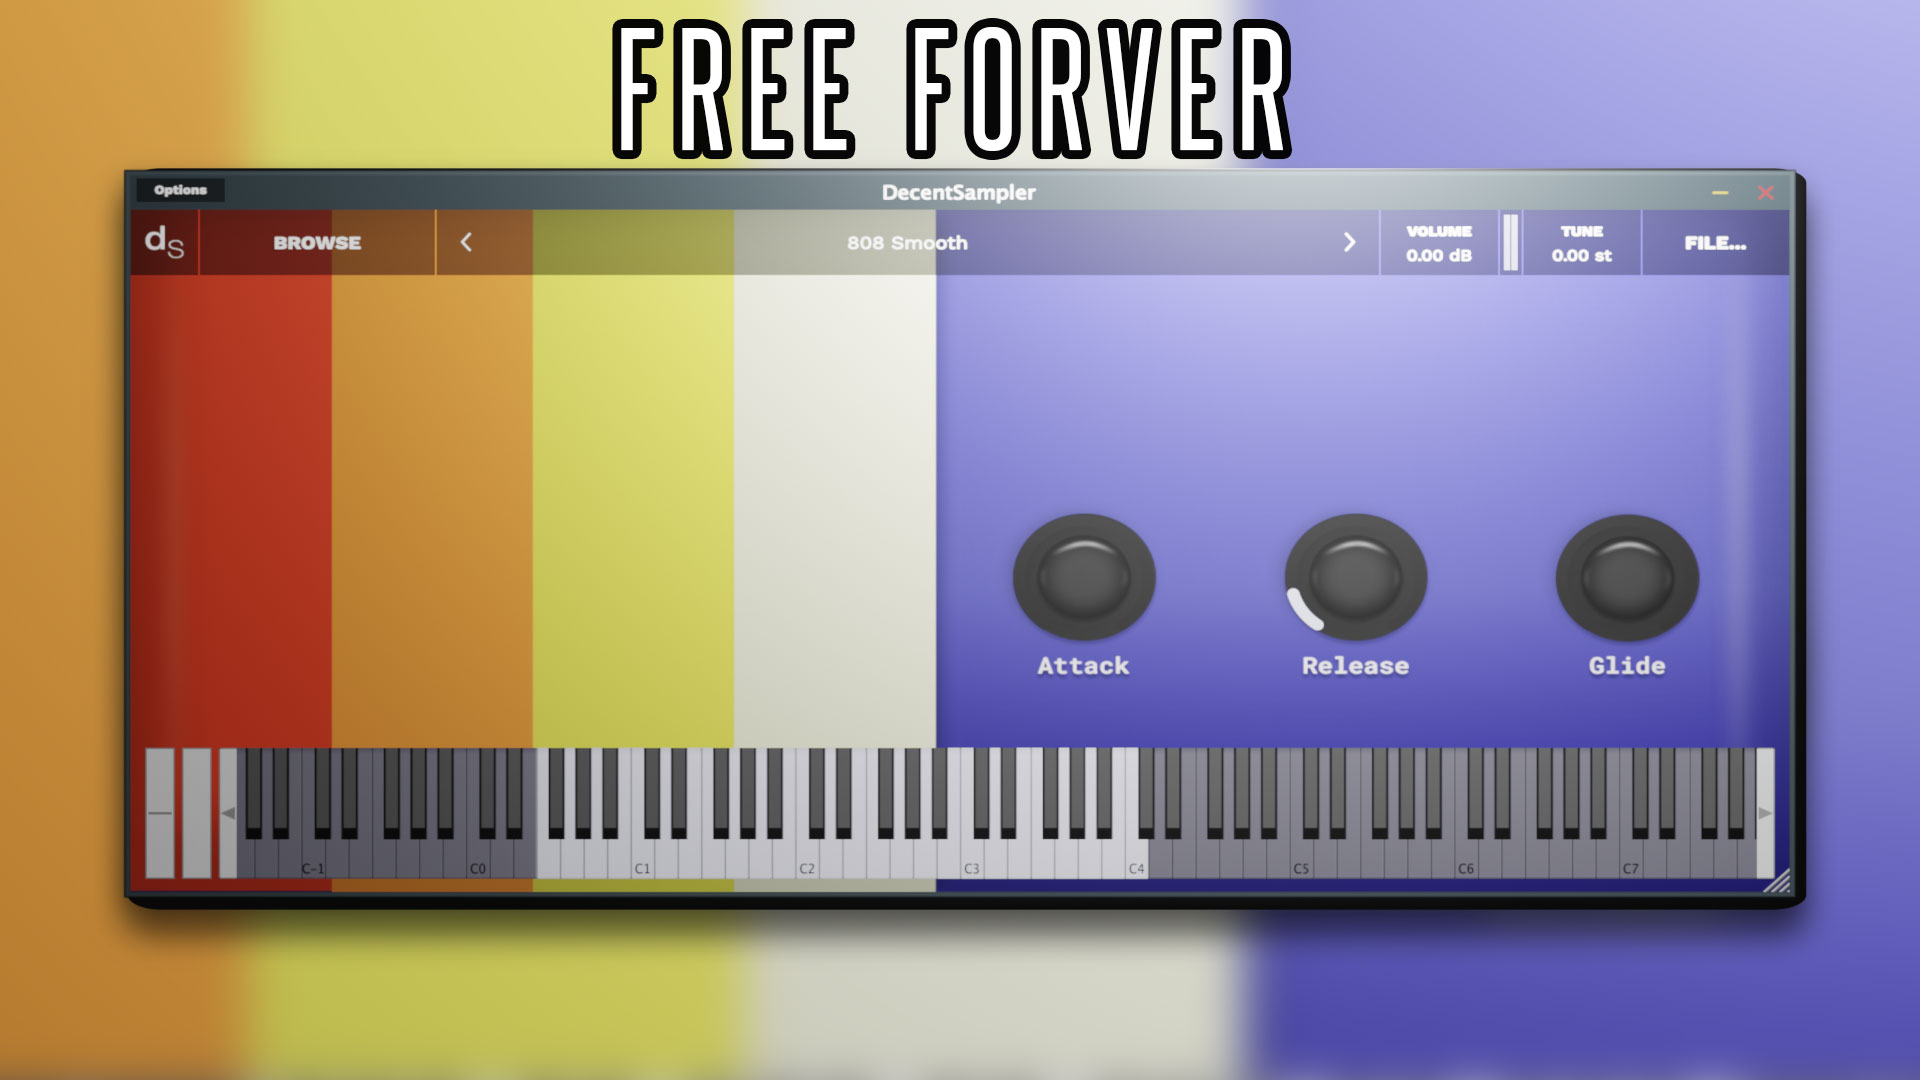 FREE FORVER
Options
DecentSampler
ds
BROWSE
808 Smooth
VOLUME
0.00 dB
TUNE
0.00 st
FILE...
Attack
Release
Glide
C-1
C0
C1
C2
C3
C4
C5
C6
C7